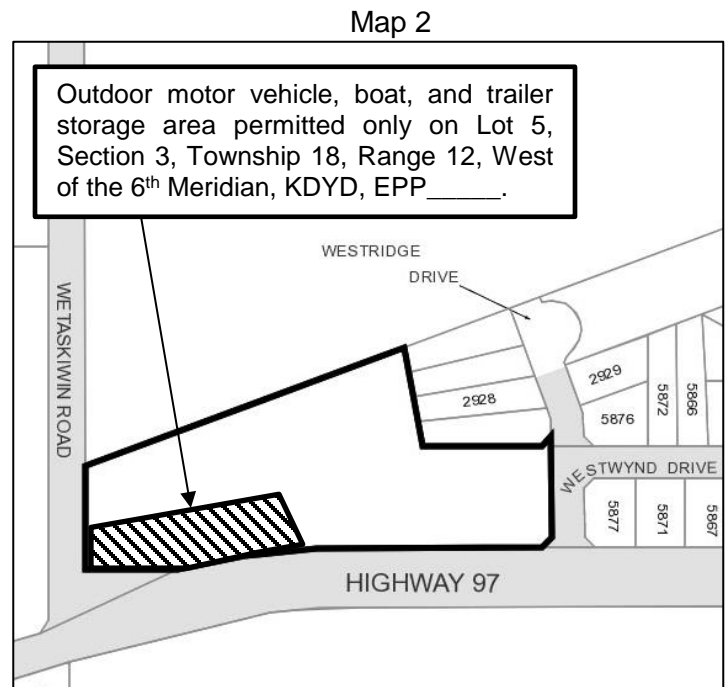 Map 2
Outdoor motor vehicle, boat, and trailer
storage area permitted only on Lot 5,
Section 3, Township 18, Range 12, West
of the 6th Meridian, KDYD, EPP_____.
WESTRIDGE
DRIVE
WETASKIWIN ROAD
2928
2929
5876
5872
5866
WESTWYND DRIVE
5877
5871
5867
HIGHWAY 97